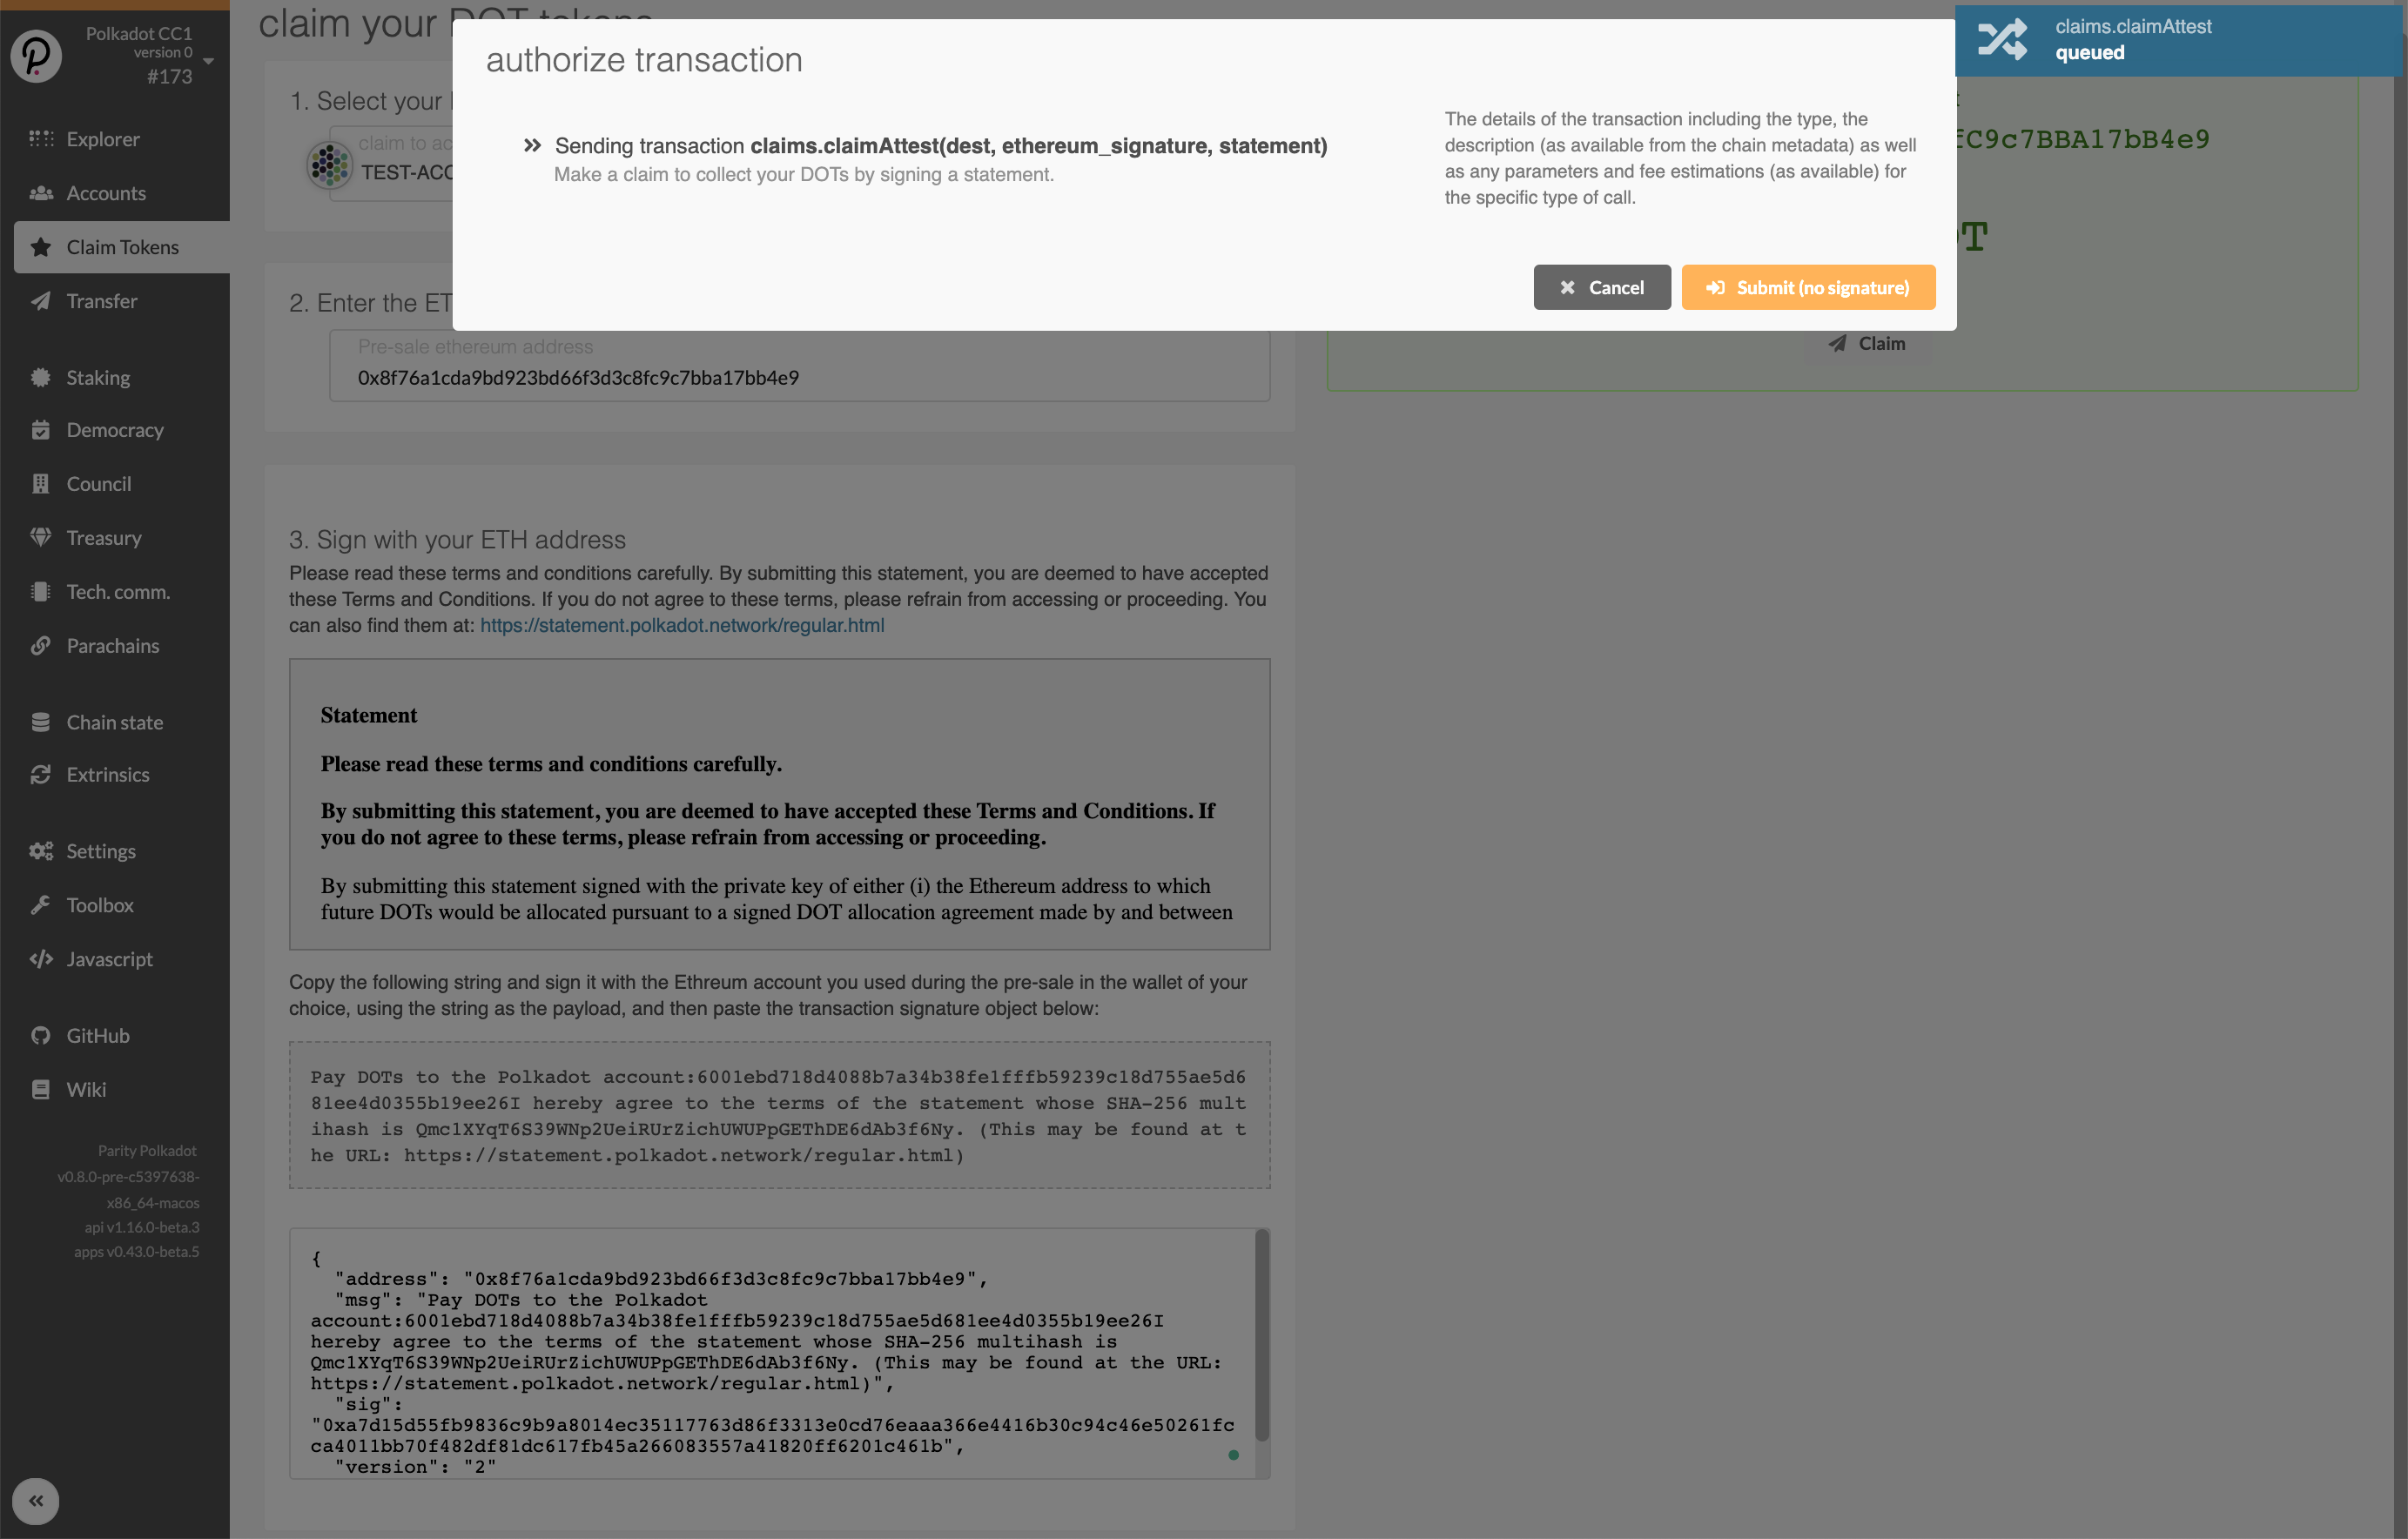 Polkadot CC1
version 0
#173
Explorer
Accounts
Claim Tokens
Transfer
Staking
Democracy
Council
Treasury
Tech. comm.
Parachains
Chain state
Extrinsics
Settings
Toolbox
Javascript
GitHub
Wiki
Parity Polkadot
v0.8.0-pre-c5397638-
x86_64-macos
api v1.16.0-beta.3
apps v0.43.0-beta.5
claim your DOT tokens
authorize transaction
Sending transaction claims.claimAttest(dest, ethereum_signature, statement)
Make a claim to collect your DOTs by signing a statement.
The details of the transaction including the type, the
description (as available from the chain metadata) as well
as any parameters and fee estimations (as available) for
the specific type of call.
Cancel
Submit (no signature)
claims.claimAttest
queued
fC9c7BBA17bB4e9
Claim
1. Select your
claim to ac
TEST-ACC
2. Enter the ET
Pre-sale ethereum address
0x8f76a1cda9bd923bd66f3d3c8fc9c7bba17bb4e9
3. Sign with your ETH address
Please read these terms and conditions carefully. By submitting this statement, you are deemed to have accepted
these Terms and Conditions. If you do not agree to these terms, please refrain from accessing or proceeding. You
can also find them at: https://statement.polkadot.network/regular.html
Statement
Please read these terms and conditions carefully.
By submitting this statement, you are deemed to have accepted these Terms and Conditions. If
you do not agree to these terms, please refrain from accessing or proceeding.
By submitting this statement signed with the private key of either (i) the Ethereum address to which
future DOTs would be allocated pursuant to a signed DOT allocation agreement made by and between
Copy the following string and sign it with the Ethreum account you used during the pre-sale in the wallet of your
choice, using the string as the payload, and then paste the transaction signature object below:
Pay DOTs to the Polkadot account:6001ebd718d4088b7a34b38fe1fffb59239c18d755ae5d6
81ee4d0355b19ee26I hereby agree to the terms of the statement whose SHA-256 mult
ihash is Qmc1XYqT6S39WNp2UeiRUrZichUWUPpGEThDE6dAb3f6Ny. (This may be found at t
he URL: https://statement.polkadot.network/regular.html)
{
"address": "0x8f76a1cda9bd923bd66f3d3c8fc9c7bba17bb4e9",
"msg": "Pay DOTs to the Polkadot
account:6001ebd718d4088b7a34b38fe1fffb59239c18d755ae5d681ee4d0355b19ee26I
hereby agree to the terms of the statement whose SHA-256 multihash is
Qmc1XYqT6S39WNp2UeiRUrZichUWUPpGEThDE6dAb3f6Ny. (This may be found at the URL:
https://statement.polkadot.network/regular.html)",
"sig":
"0xa7d15d55fb9836c9b9a8014ec35117763d86f3313e0cd76eaaa366e4416b30c94c46e50261fc
ca4011bb70f482df81dc617fb45a266083557a41820ff6201c461b",
"version": "2"